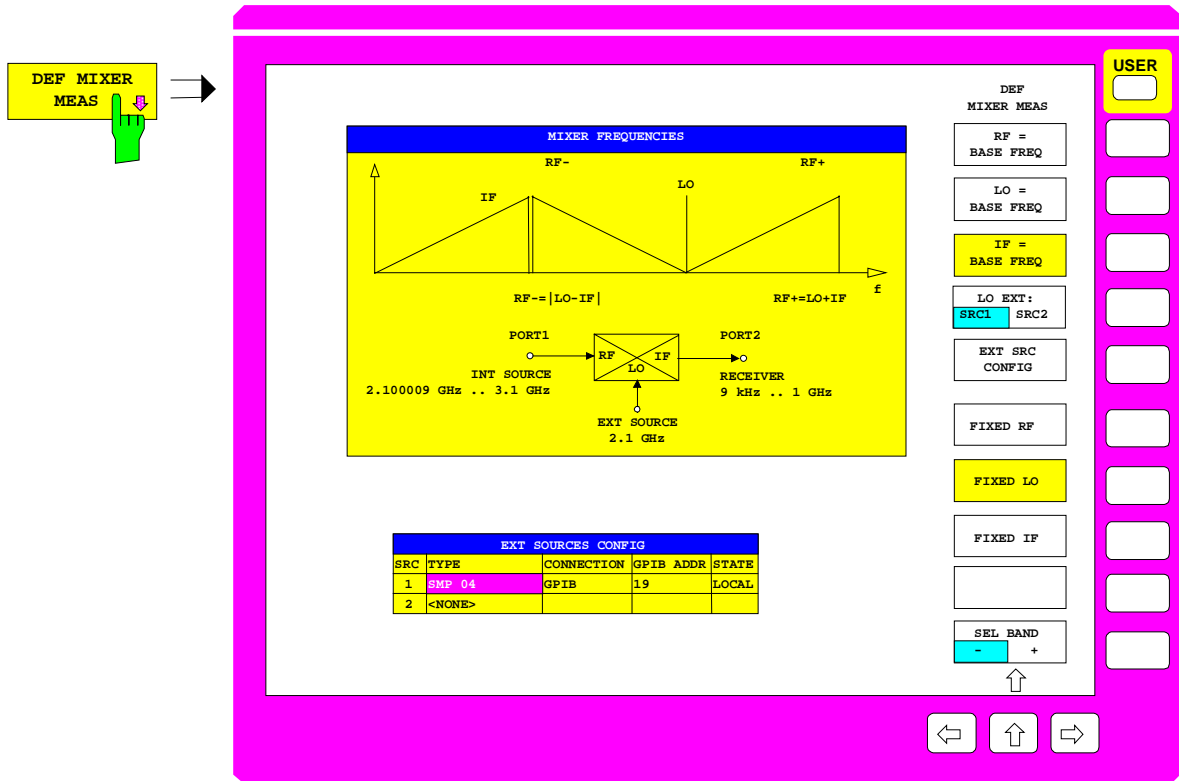 DEF MIXER
MEAS
USER
DEF
MIXER MEAS
MIXER FREQUENCIES
RF-
RF+
LO
IF
f
RF-=|LO-IF|
RF+=LO+IF
PORT1
PORT2
RF
IF
LO
INT SOURCE
2.100009 GHz .. 3.1 GHz
RECEIVER
9 kHz .. 1 GHz
EXT SOURCE
2.1 GHz
EXT SOURCES CONFIG
SRC TYPE CONNECTION GPIB ADDR STATE
1 SMP 04 GPIB 19 LOCAL
2 <NONE>
RF =
BASE FREQ
LO =
BASE FREQ
IF =
BASE FREQ
LO EXT:
SRC1 SRC2
EXT SRC
CONFIG
FIXED RF
FIXED LO
FIXED IF
SEL BAND
- +